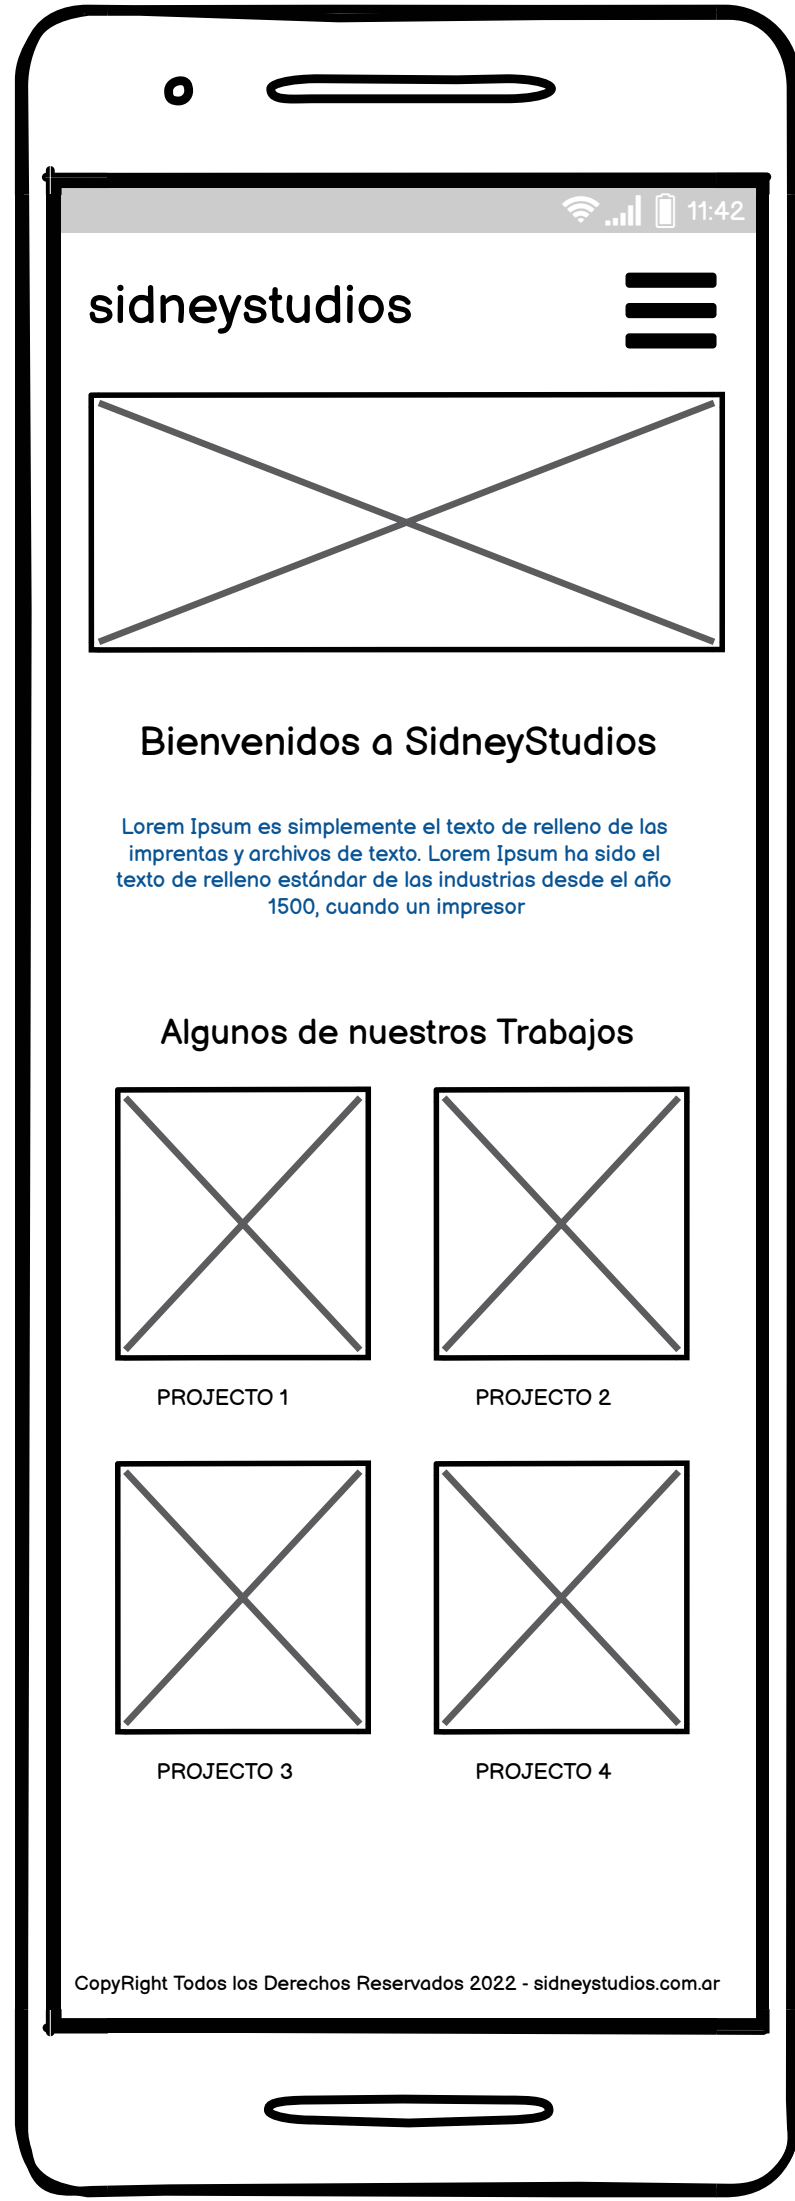 11:42
sidneystudios
Bienvenidos a SidneyStudios
Lorem Ipsum es simplemente el texto de relleno de las
imprentas y archivos de texto. Lorem Ipsum ha sido el
texto de relleno estándar de las industrias desde el año
1500, cuando un impresor
Algunos de nuestros Trabajos
PROJECTO 1
PROJECTO 2
PROJECTO 3
PROJECTO 4
CopyRight Todos los Derechos Reservados 2022 - sidneystudios.com.ar